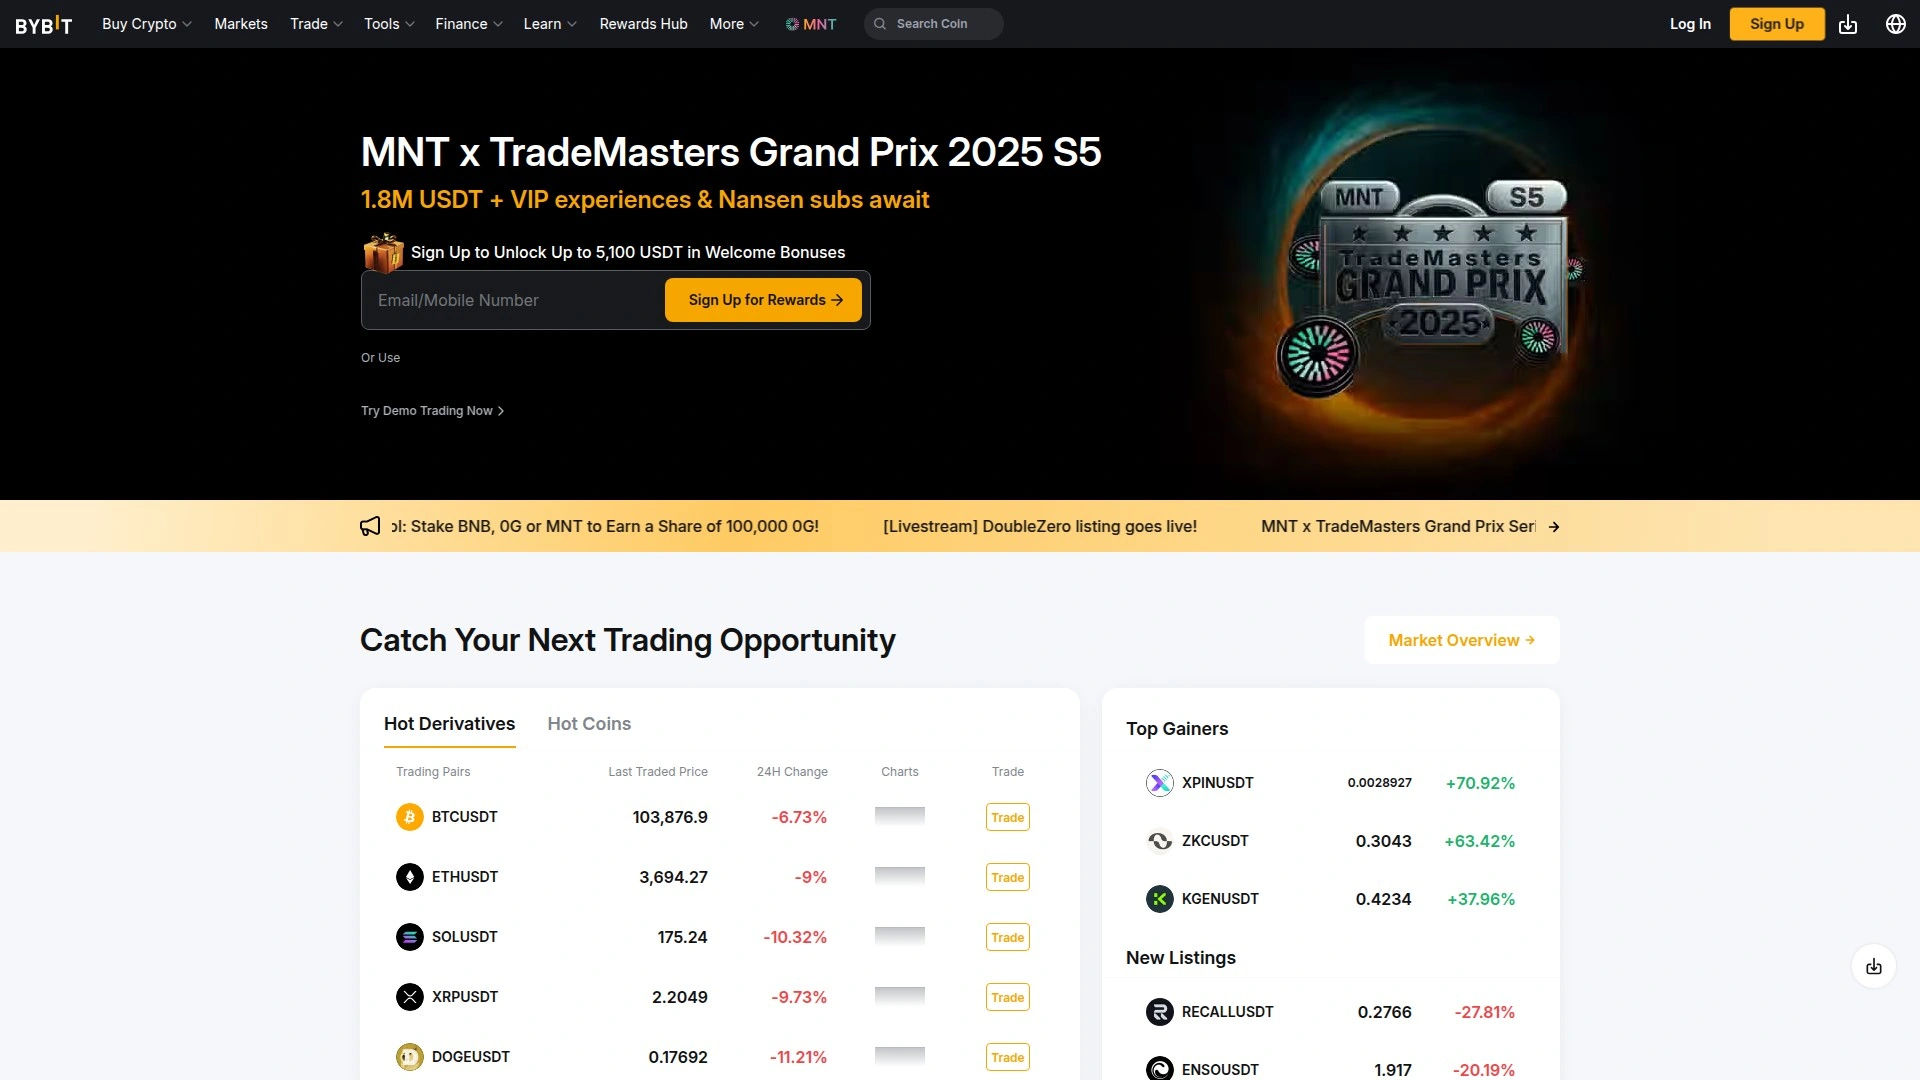 BYBIT Buy Crypto Markets Trade Tools Finance Learn Rewards Hub More MNT Search Coin Log In Sign Up
MNT x TradeMasters Grand Prix 2025 S5
1.8M USDT + VIP experiences & Nansen subs await
Sign Up to Unlock Up to 5,100 USDT in Welcome Bonuses
Email/Mobile Number Sign Up for Rewards
Or Use
Try Demo Trading Now
MNT S5
TradeMasters
GRAND PRIX
2025
ol: Stake BNB, 0G or MNT to Earn a Share of 100,000 0G! [Livestream] DoubleZero listing goes live! MNT x TradeMasters Grand Prix Seri
Catch Your Next Trading Opportunity
Market Overview
Hot Derivatives Hot Coins
Trading Pairs Last Traded Price 24H Change Charts Trade
BTCUSDT 103,876.9 -6.73% Trade
ETHUSDT 3,694.27 -9% Trade
SOLUSDT 175.24 -10.32% Trade
XRPUSDT 2.2049 -9.73% Trade
DOGEUSDT 0.17692 -11.21% Trade
Top Gainers
XPINUSDT 0.0028927 +70.92%
ZKCUSDT 0.3043 +63.42%
KGENUSDT 0.4234 +37.96%
New Listings
RECALLUSDT 0.2766 -27.81%
ENSOUSDT 1.917 -20.19%